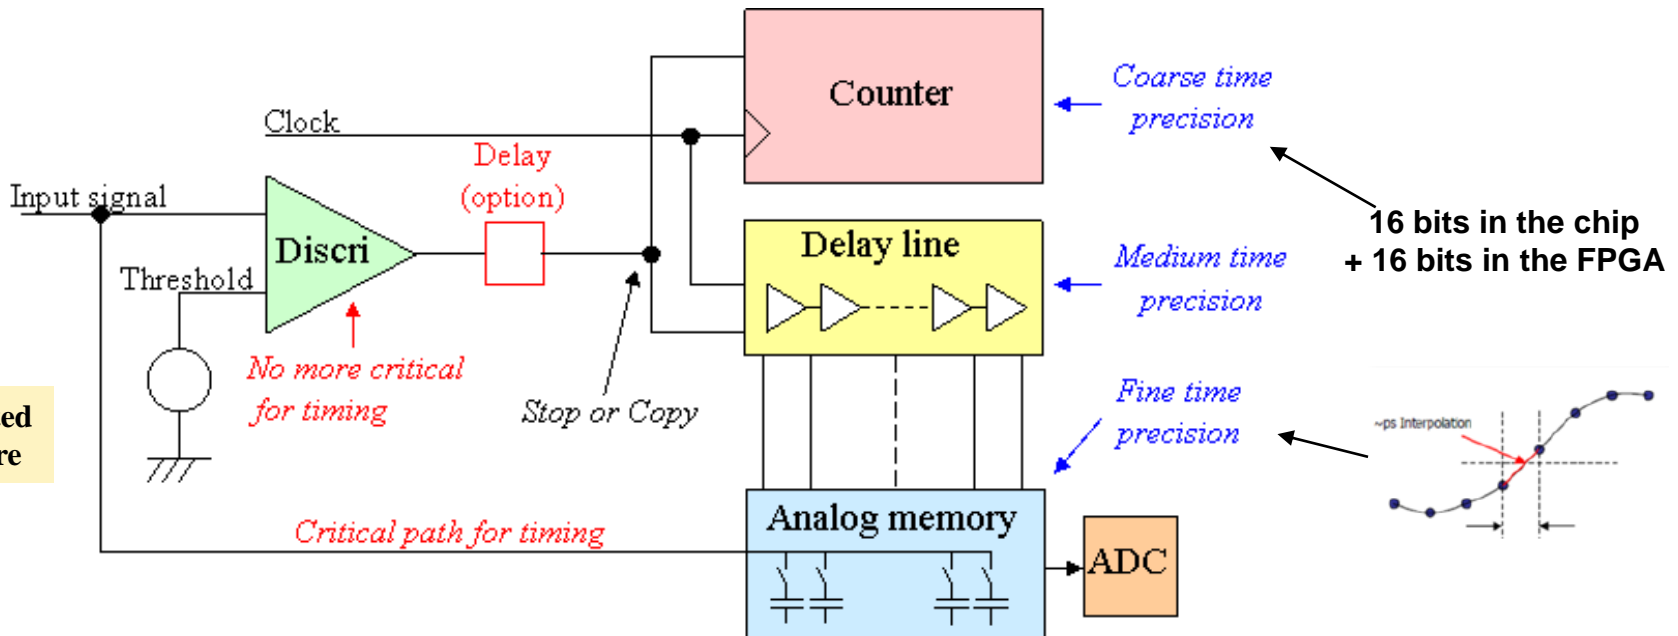 Counter
Coarse time
precision
Clock
Delay
(option)
Input signal
16 bits in the chip
+ 16 bits in the FPGA
Discri
Delay line
Medium time
precision
Threshold
No more critical
for timing
Stop or Copy
Fine time
precision
~ps Interpolation
Analog memory
Critical path for timing
ADC